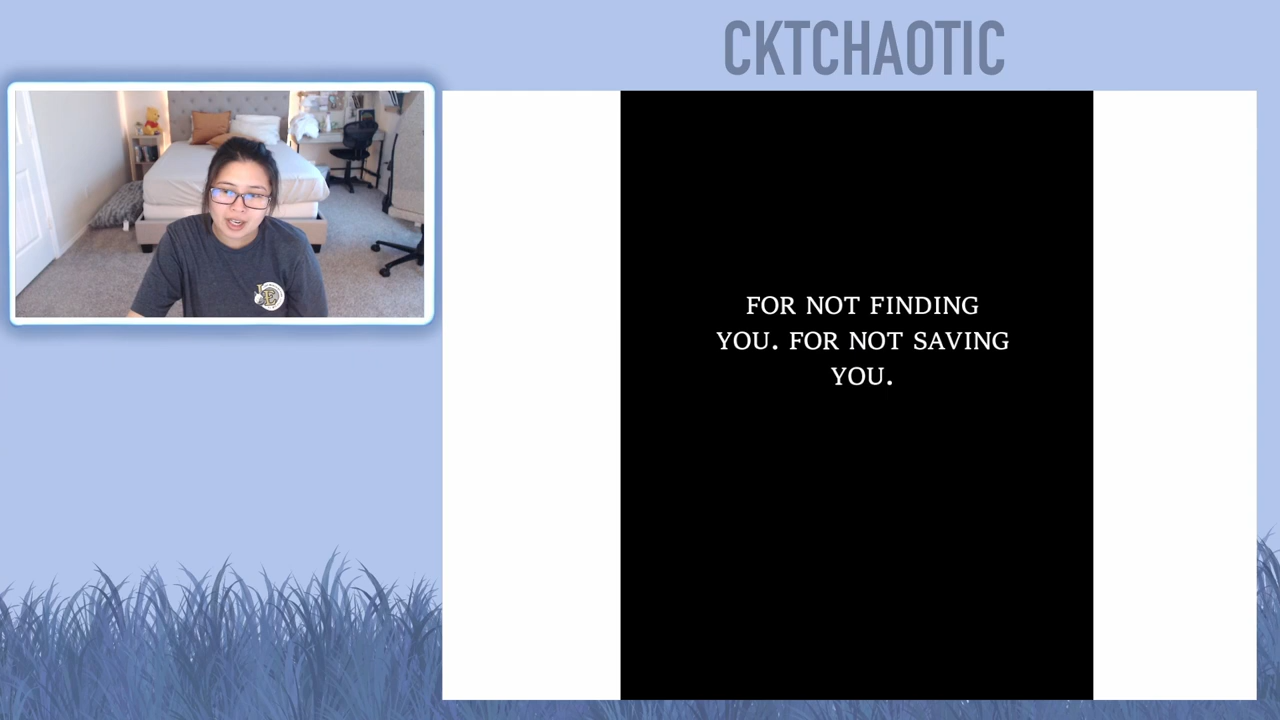 CKTCHAOTIC
FOR NOT FINDING
YOU. FOR NOT SAVING
YOU.